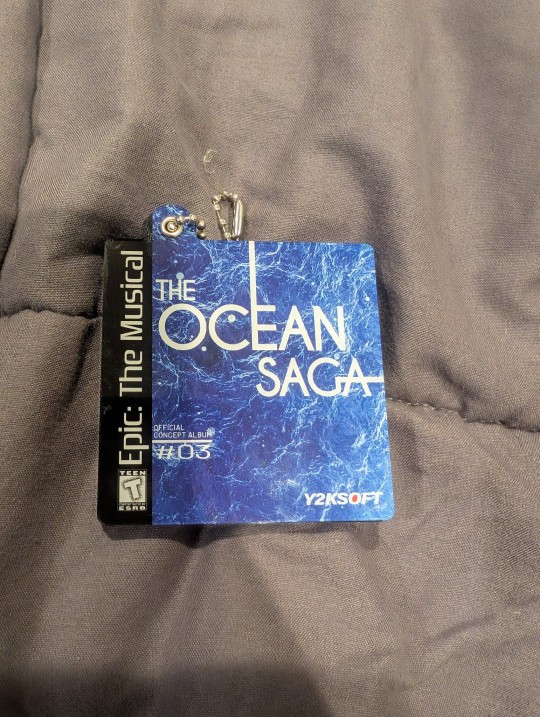 Epic: The Musical
TEEN
T
ESRB
THE
OCEAN
SAGA
OFFICIAL
CONCEPT ALBUM
#03
Y2KSOFT